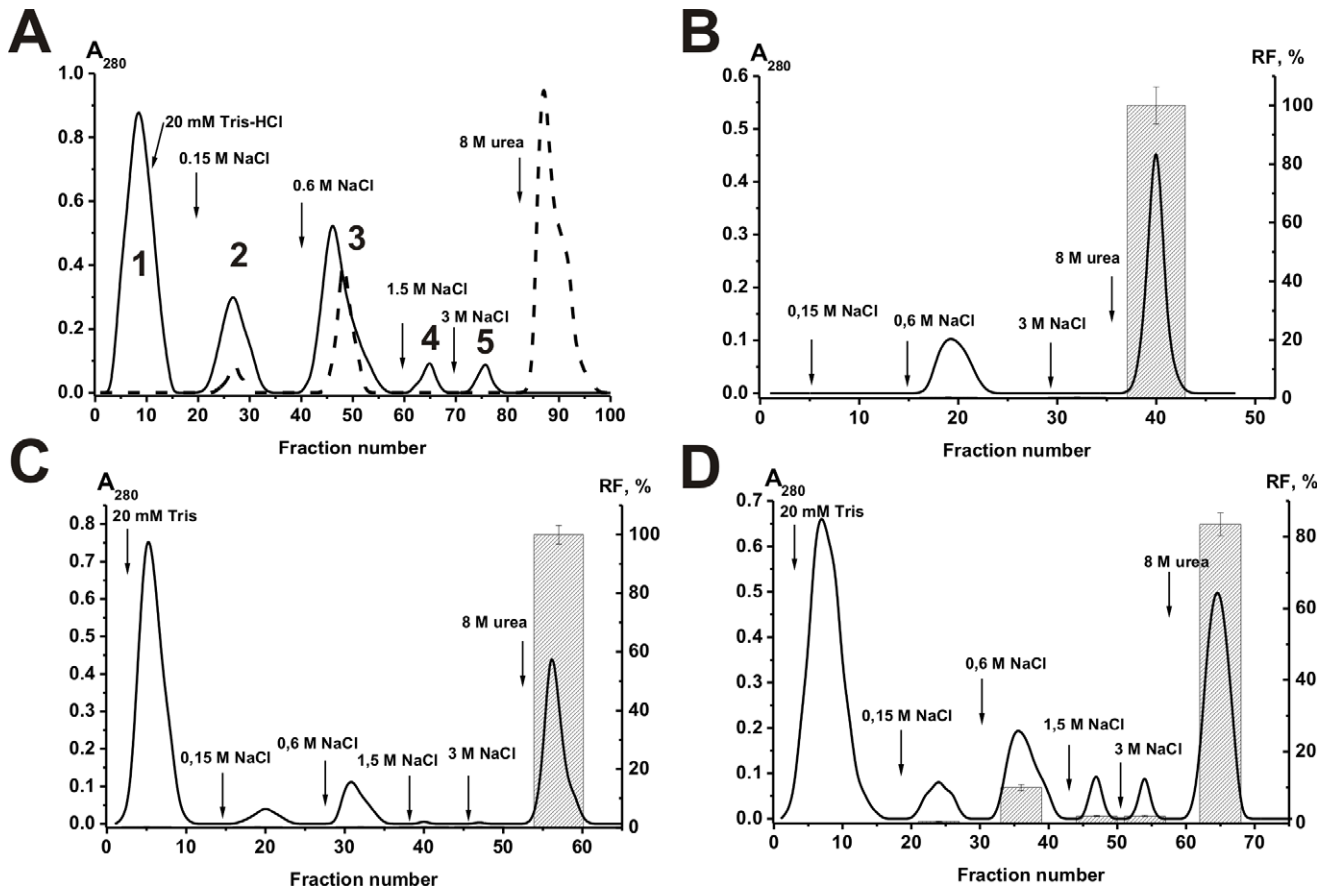 A
A280
1.0
0.8
0.6
0.4
0.2
0.0
20 mM Tris-HCl
0.15 M NaCl
0.6 M NaCl
1.5 M NaCl
3 M NaCl
8 M urea
1
2
3
4
5
0 10 20 30 40 50 60 70 80 90 100
Fraction number
B
A280
RF, %
0.6
0.5
0.4
0.3
0.2
0.1
0.0
0,15 M NaCl
0,6 M NaCl
3 M NaCl
8 M urea
100
80
60
40
20
0
0 10 20 30 40 50
Fraction number
C
A280
RF, %
20 mM Tris
0.8
0.7
0.6
0.5
0.4
0.3
0.2
0.1
0.0
0,15 M NaCl
0,6 M NaCl
1,5 M NaCl
3 M NaCl
8 M urea
100
80
60
40
20
0
0 10 20 30 40 50 60
Fraction number
D
A280
RF, %
20 mM Tris
0.7
0.6
0.5
0.4
0.3
0.2
0.1
0.0
0,15 M NaCl
0,6 M NaCl
1,5 M NaCl
3 M NaCl
8 M urea
80
60
40
20
0
0 10 20 30 40 50 60 70
Fraction number